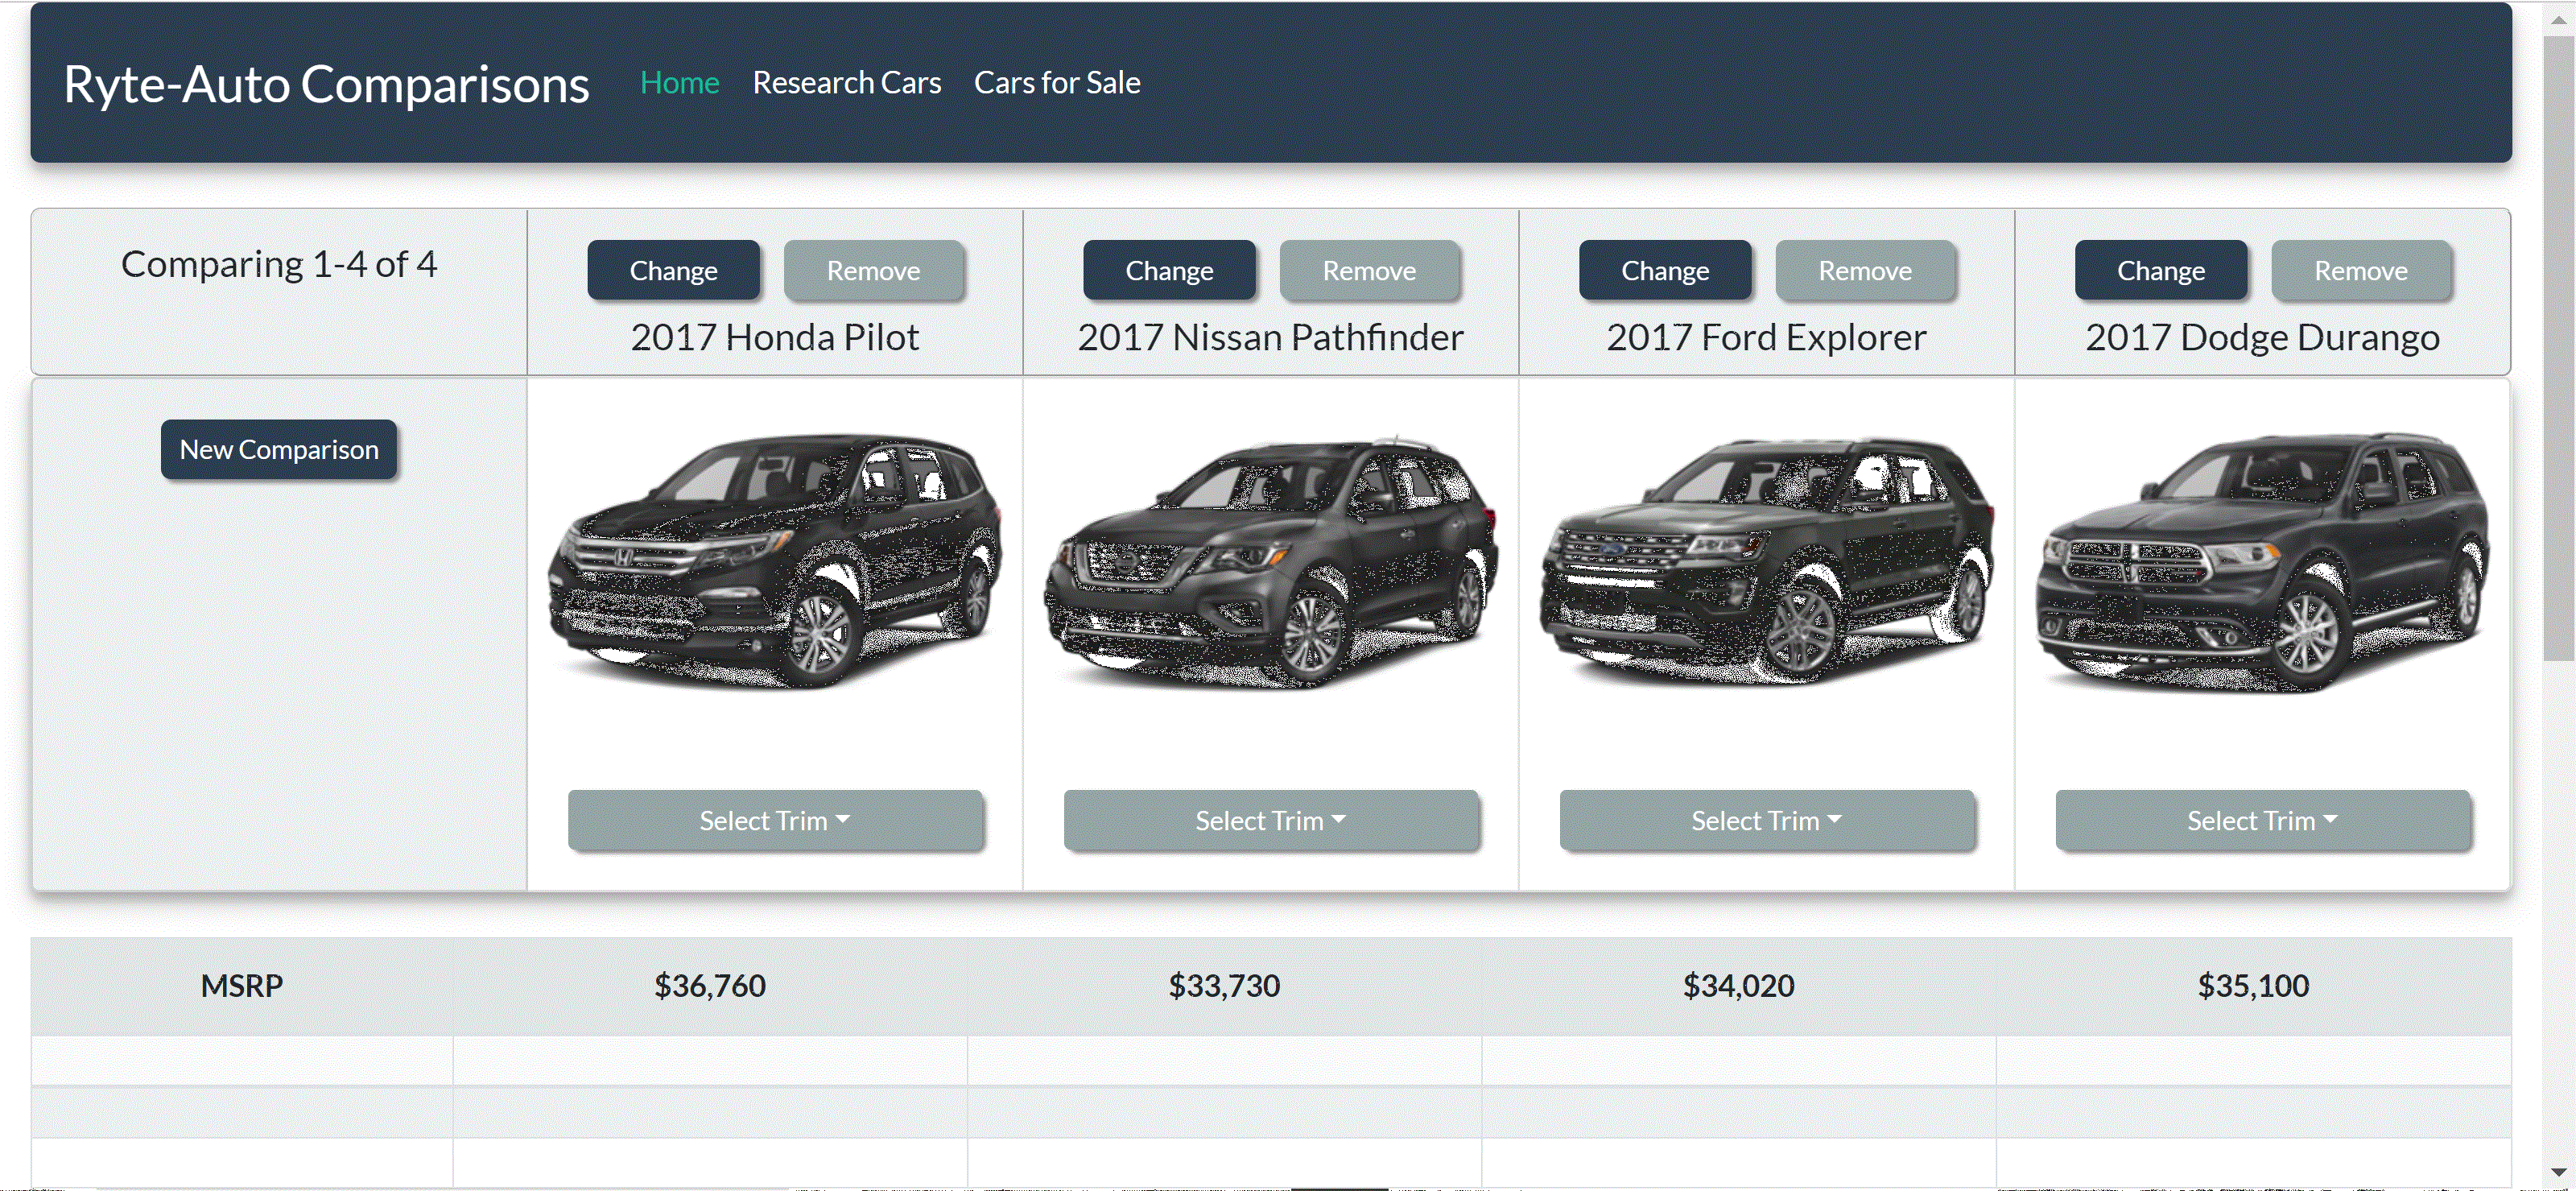 Ryte-Auto Comparisons Home Research Cars Cars for Sale
Comparing 1-4 of 4
Change Remove
2017 Honda Pilot
Change Remove
2017 Nissan Pathfinder
Change Remove
2017 Ford Explorer
Change Remove
2017 Dodge Durango
New Comparison
Select Trim
Select Trim
Select Trim
Select Trim
MSRP $36,760 $33,730 $34,020 $35,100